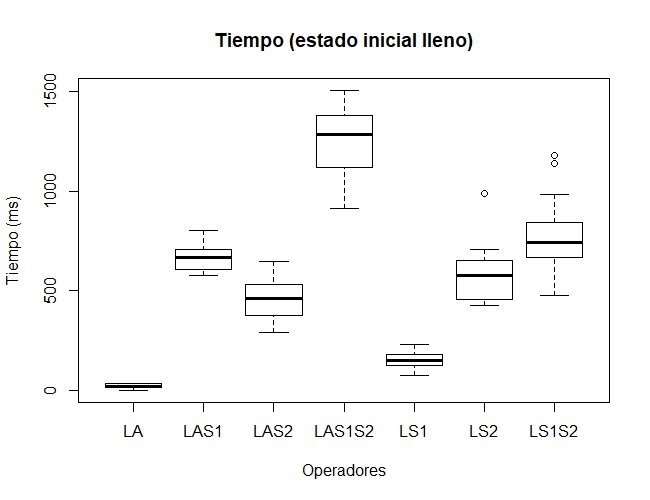 Tiempo (estado inicial lleno)
Tiempo (ms)
1500
1000
500
0
LA LAS1 LAS2 LAS1S2 LS1 LS2 LS1S2
Operadores